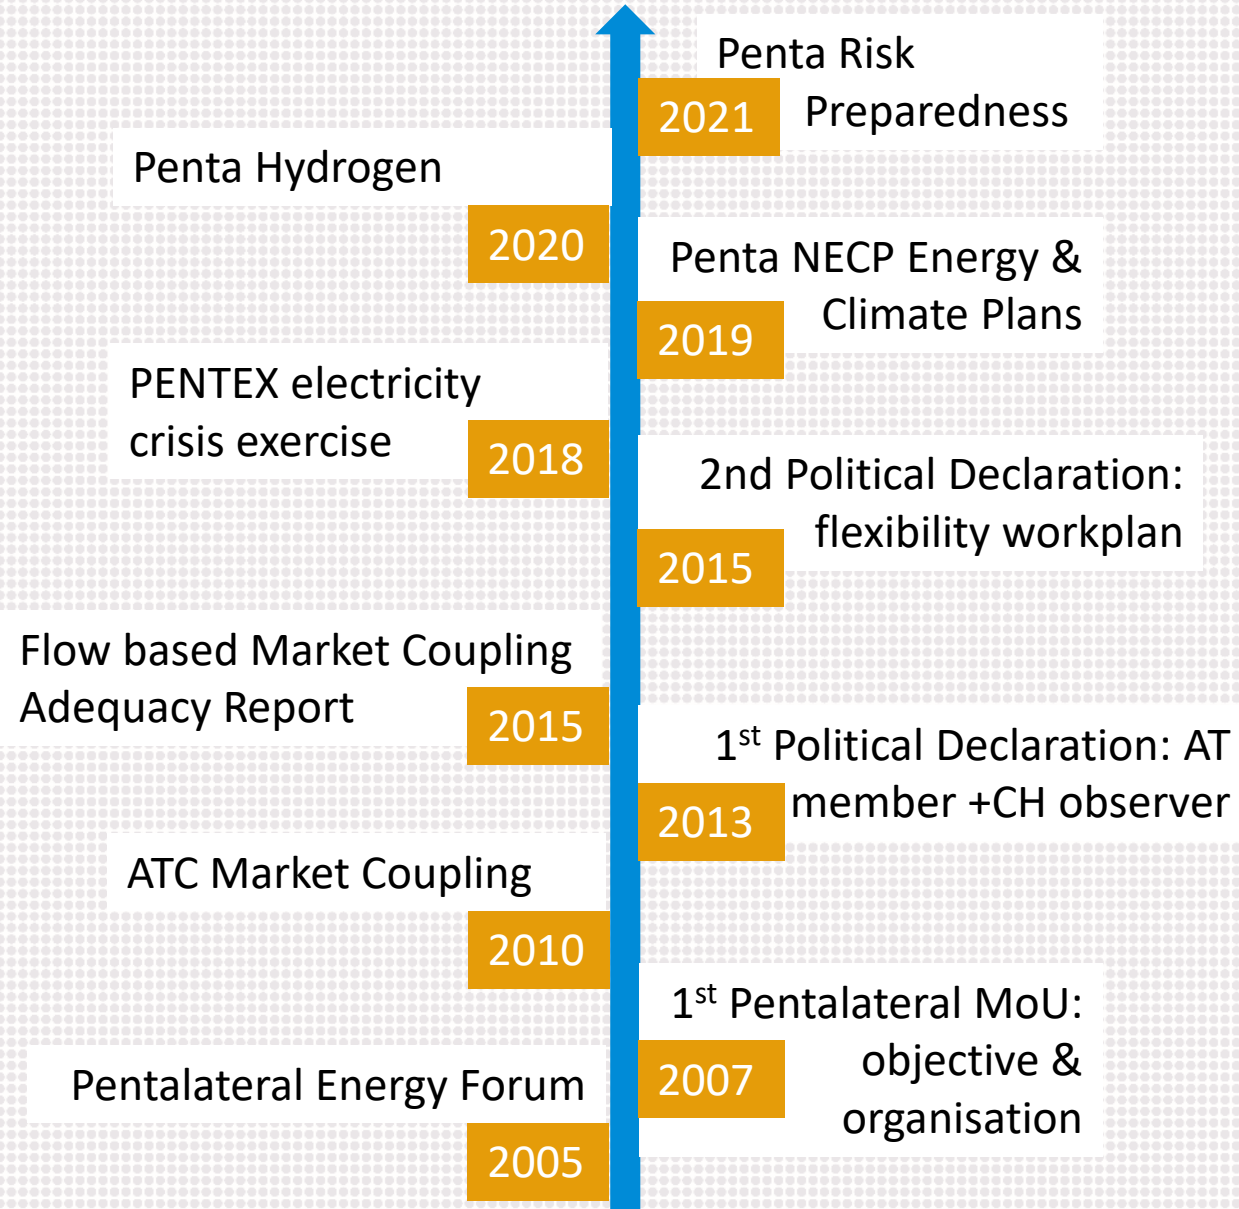 Penta Risk
Preparedness
2021
Penta Hydrogen
2020
Penta NECP Energy &
Climate Plans
2019
PENTEX electricity
crisis exercise
2018
2nd Political Declaration:
flexibility workplan
2015
Flow based Market Coupling
Adequacy Report
2015
1st Political Declaration: AT
member +CH observer
2013
ATC Market Coupling
2010
1st Pentalateral MoU:
objective &
organisation
2007
Pentalateral Energy Forum
2005